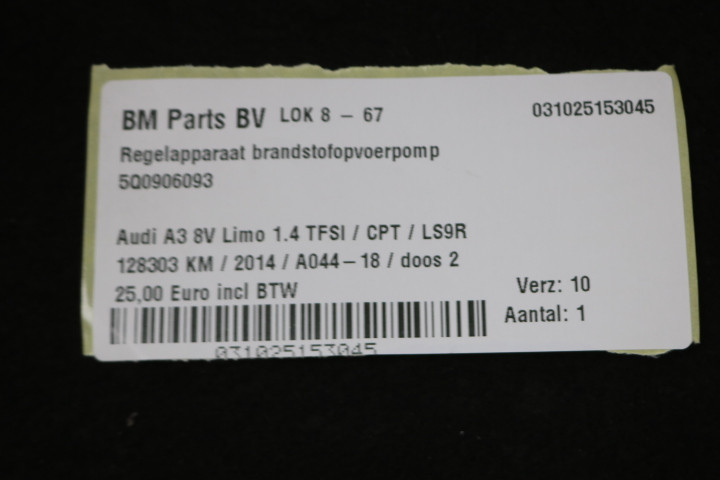 BM Parts BV LOK 8 - 67 031025153045
Regelapparaat brandstofopvoerpomp
5Q0906093
Audi A3 8V Limo 1.4 TFSI / CPT / LS9R
128303 KM / 2014 / A044-18 / doos 2
25,00 Euro incl BTW Verz: 10
Aantal: 1
031025153045